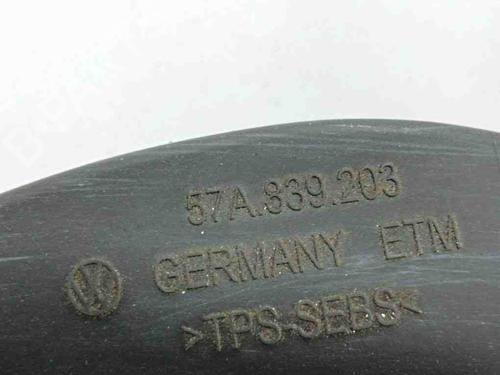 57A.839.203
GERMANY ETM
>TPS-SEBS<